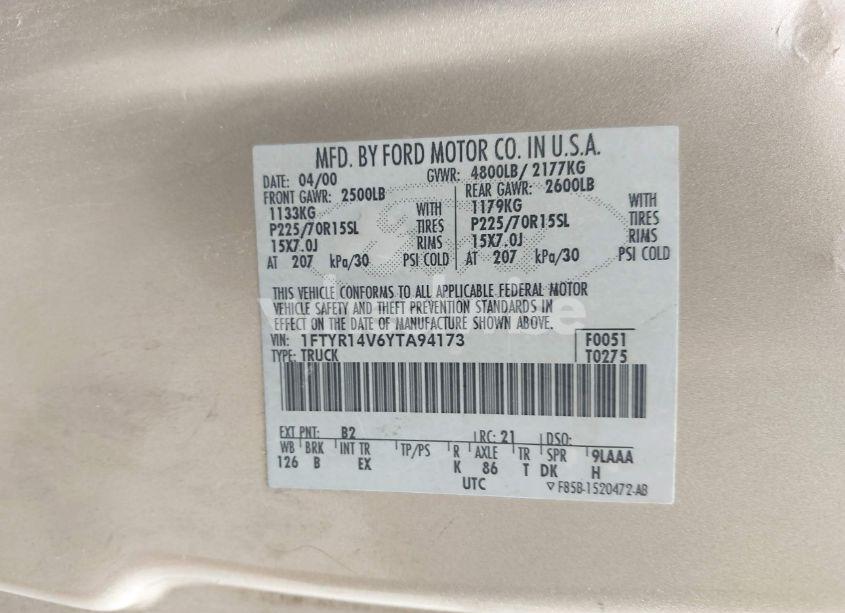 MFD. BY FORD MOTOR CO. IN U.S.A.
DATE: 04/00 GVWR: 4800LB/ 2177KG
FRONT GAWR: 2500LB REAR GAWR: 2600LB
1133KG WITH 1179KG WITH
P225/70R15SL TIRES P225/70R15SL TIRES
15X7.0J RIMS 15X7.0J RIMS
AT 207 kPa/30 PSI COLD AT 207 kPa/30 PSI COLD
THIS VEHICLE CONFORMS TO ALL APPLICABLE FEDERAL MOTOR
VEHICLE SAFETY AND THEFT PREVENTION STANDARDS IN
EFFECT ON THE DATE OF MANUFACTURE SHOWN ABOVE.
VIN: 1FTYR14V6YTA94173 F0051
TYPE: TRUCK T0275
EXT PNT: B2 RC: 21 DSO:
WB BRK INT TR TP/PS R AXLE TR SPR 9LAAA
126 B EX K 86 T DK H
UTC F85B-1520472-AB